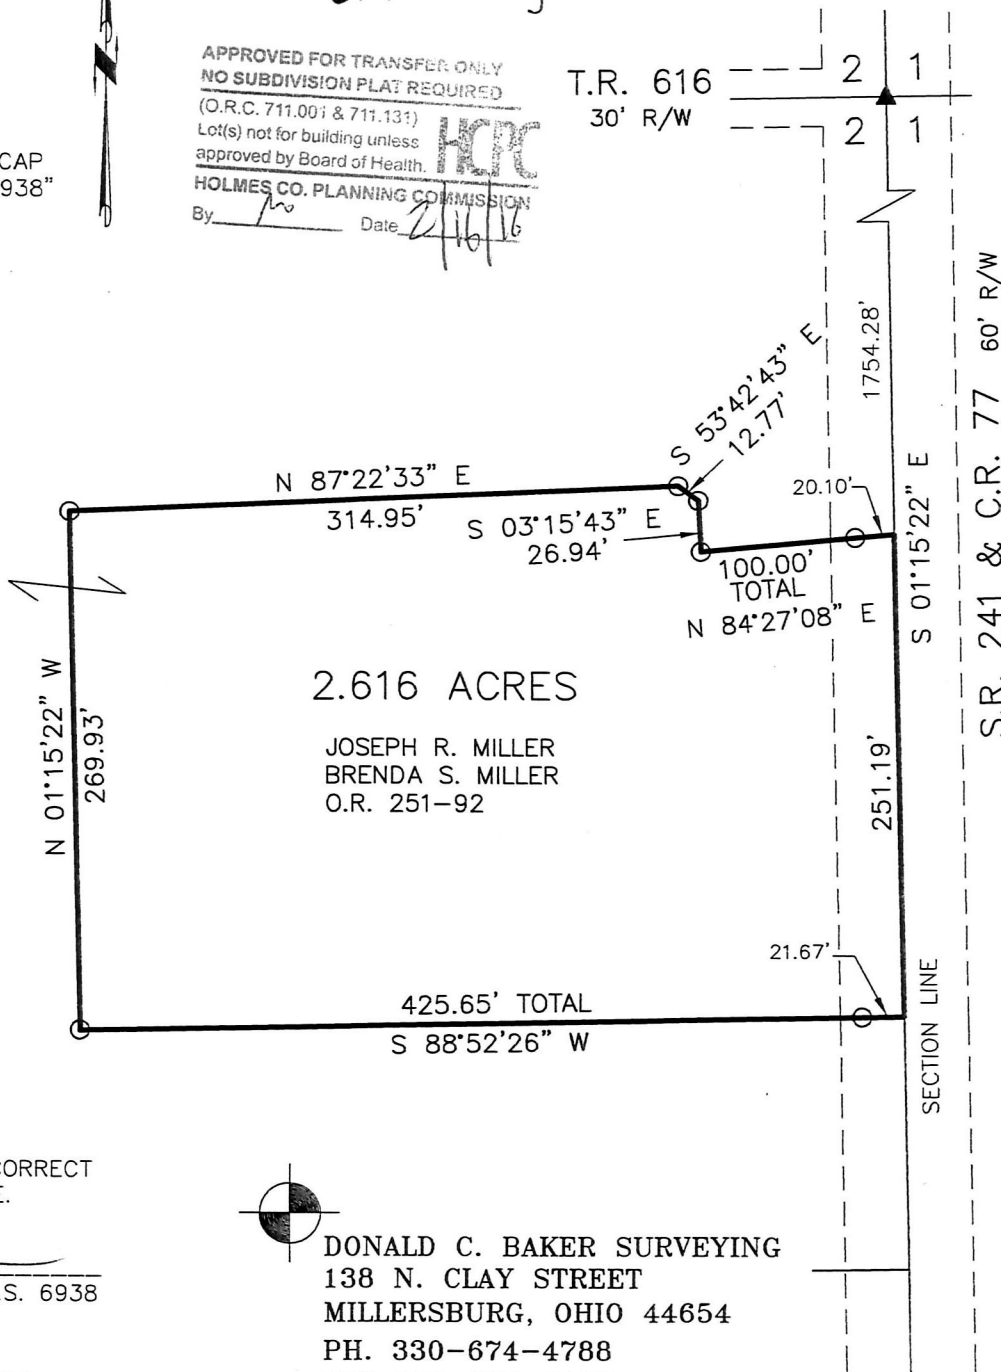 APPROVED FOR TRANSFER ONLY
NO SUBDIVISION PLAT REQUIRED
(O.R.C. 711.001 & 711.131)
Lot(s) not for building unless
approved by Board of Health.
HCPC
HOLMES CO. PLANNING COMMISSION
By Date 2/16/16
T.R. 616
30' R/W
2 1
2 1
CAP
938"
60' R/W
1754.28'
S.R. 241 & C.R. 77
S 53°42'43" E
12.77'
N 87°22'33" E
314.95'
S 03°15'43" E
26.94'
20.10'
100.00'
TOTAL
N 84°27'08" E
S 01°15'22" E
251.19'
2.616 ACRES
JOSEPH R. MILLER
BRENDA S. MILLER
O.R. 251-92
N 01°15'22" W
269.93'
21.67'
425.65' TOTAL
S 88°52'26" W
SECTION LINE
CORRECT
E.
S. 6938
DONALD C. BAKER SURVEYING
138 N. CLAY STREET
MILLERSBURG, OHIO 44654
PH. 330-674-4788